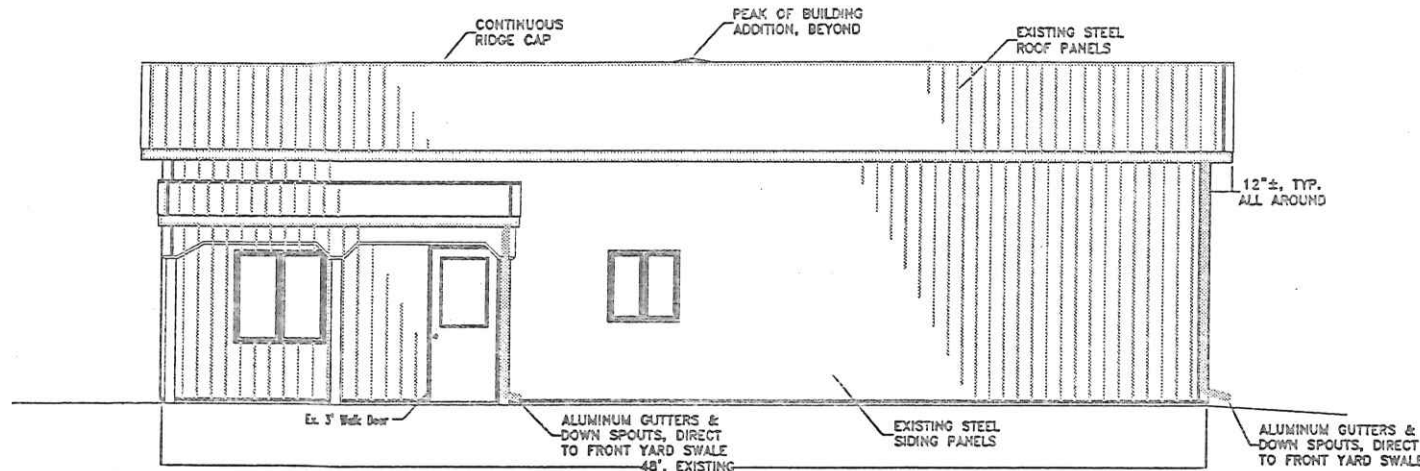 CONTINUOUS
RIDGE CAP
PEAK OF BUILDING
ADDITION, BEYOND
EXISTING STEEL
ROOF PANELS
12"±, TYP.
ALL AROUND
Ex. 3' Walk Door
ALUMINUM GUTTERS &
DOWN SPOUTS, DIRECT
TO FRONT YARD SWALE
EXISTING STEEL
SIDING PANELS
ALUMINUM GUTTERS &
DOWN SPOUTS, DIRECT
TO FRONT YARD SWALE
48', EXISTING